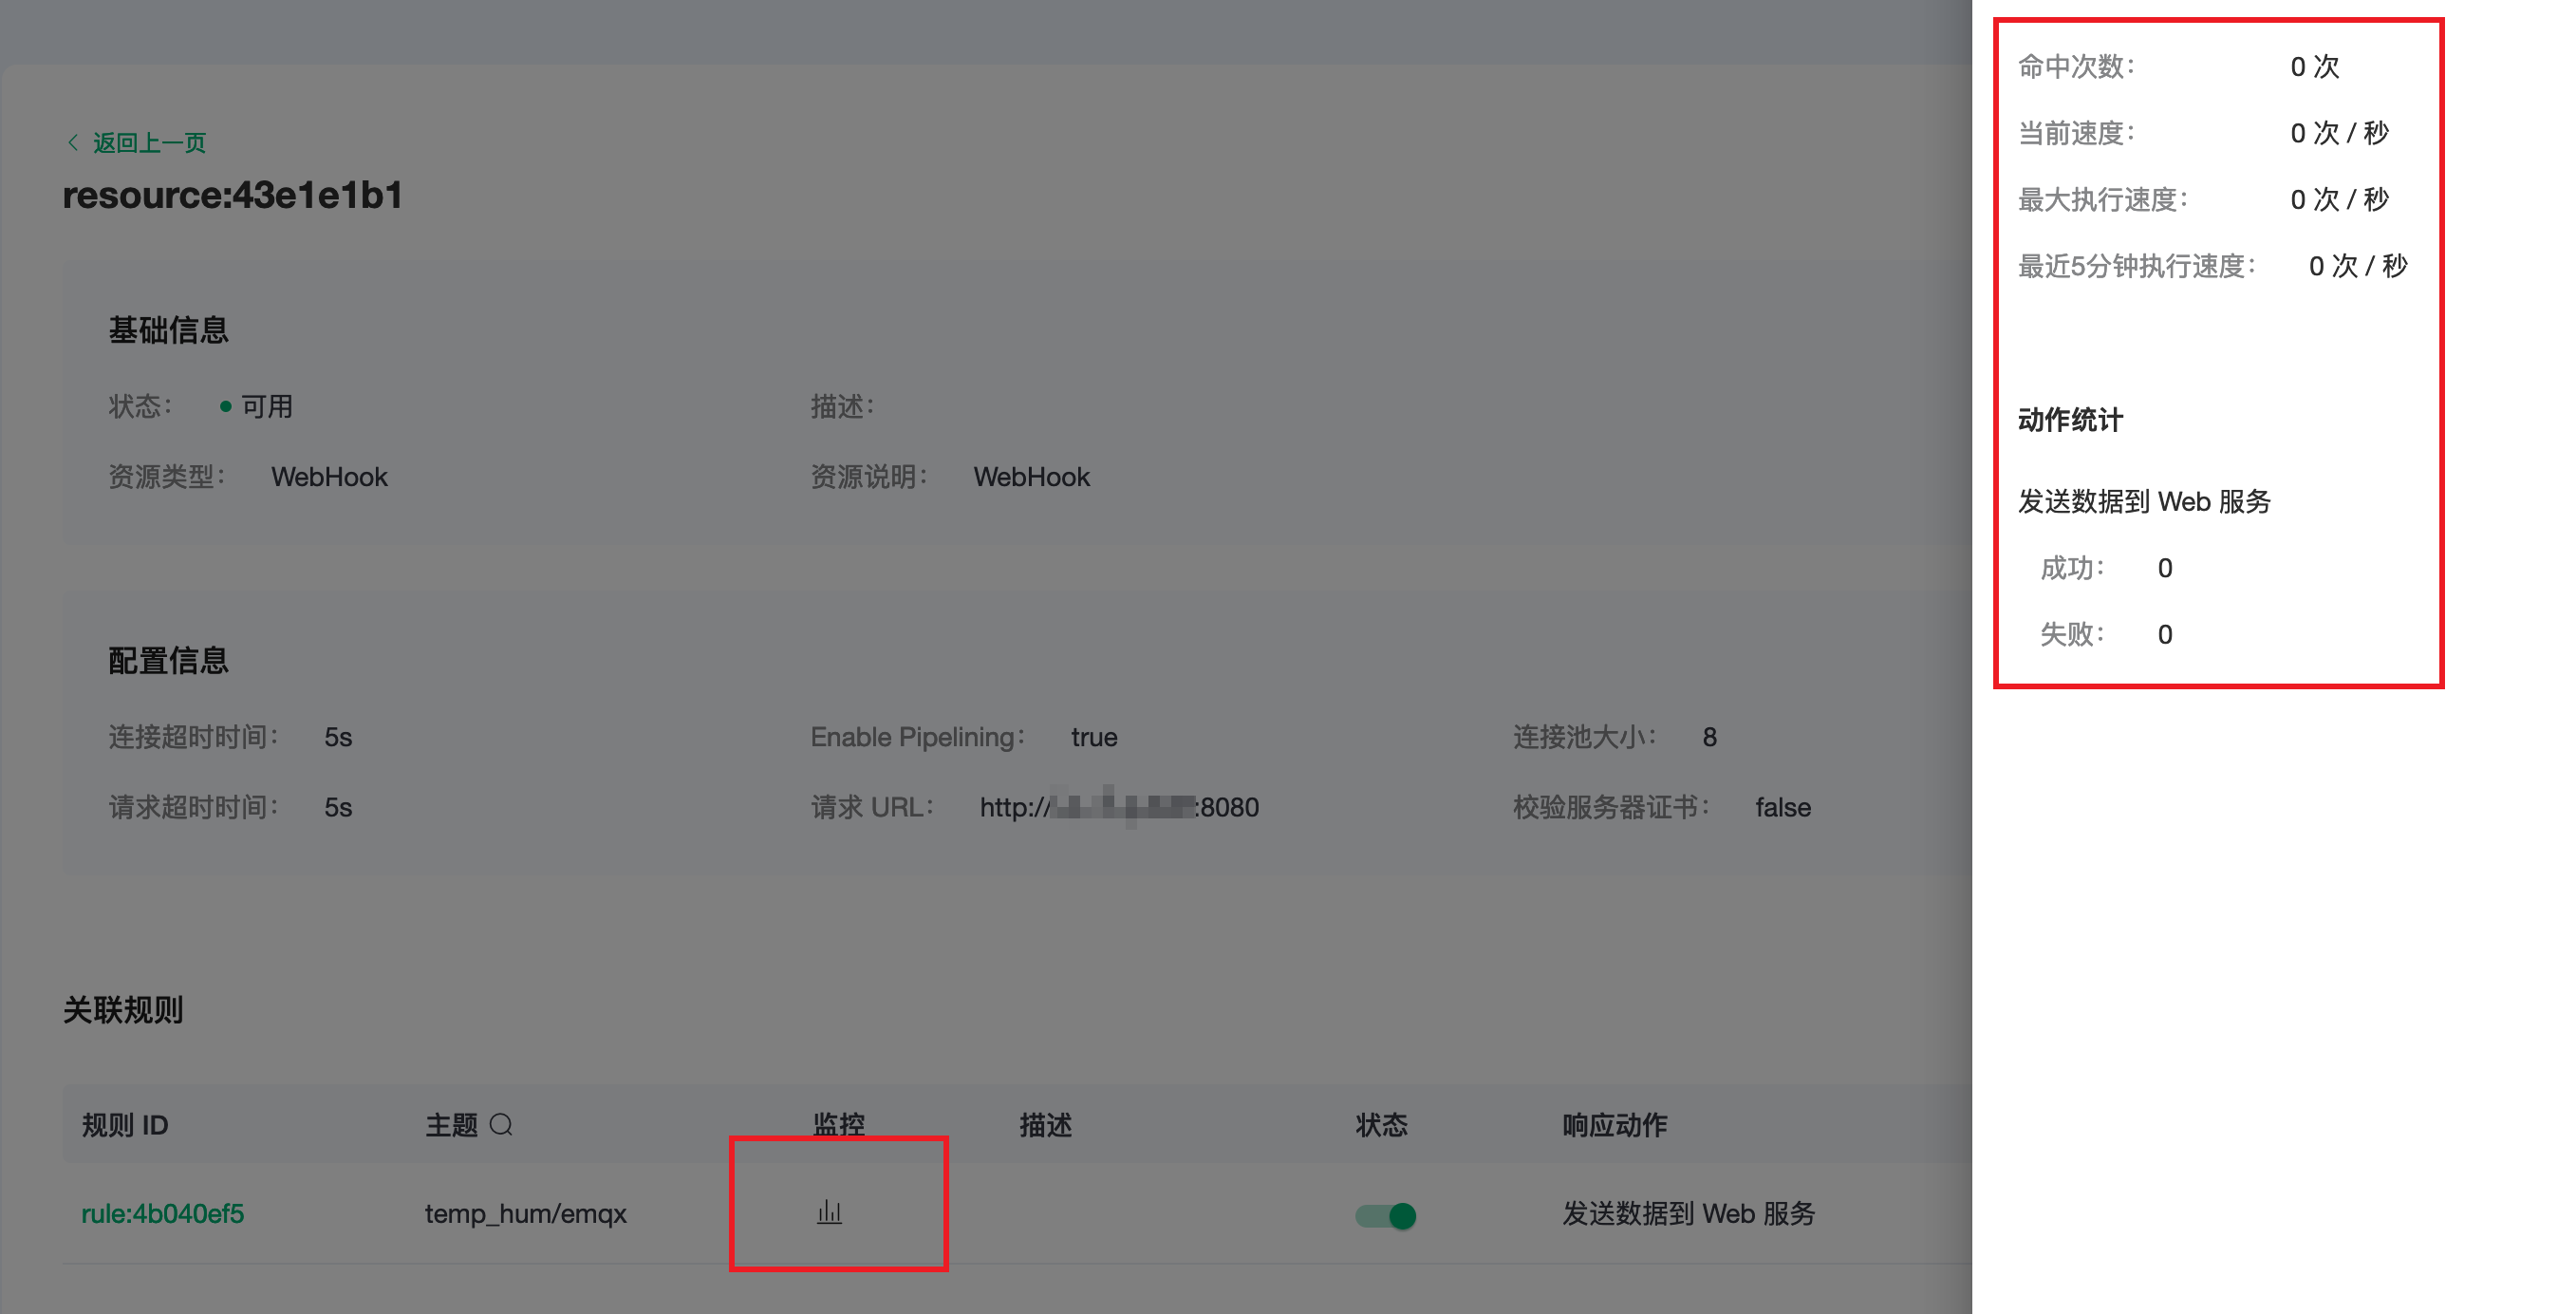 返回上一页
resource:43e1e1b1
基础信息
状态： 可用
描述：
资源类型： WebHook
资源说明： WebHook
配置信息
连接超时时间： 5s
Enable Pipelining： true
连接池大小： 8
请求超时时间： 5s
请求 URL： http:// :8080
校验服务器证书： false
关联规则
规则 ID 主题 监控 描述 状态 响应动作
rule:4b040ef5 temp_hum/emqx 发送数据到 Web 服务
命中次数： 0 次
当前速度： 0 次 / 秒
最大执行速度： 0 次 / 秒
最近5分钟执行速度： 0 次 / 秒
动作统计
发送数据到 Web 服务
成功： 0
失败： 0